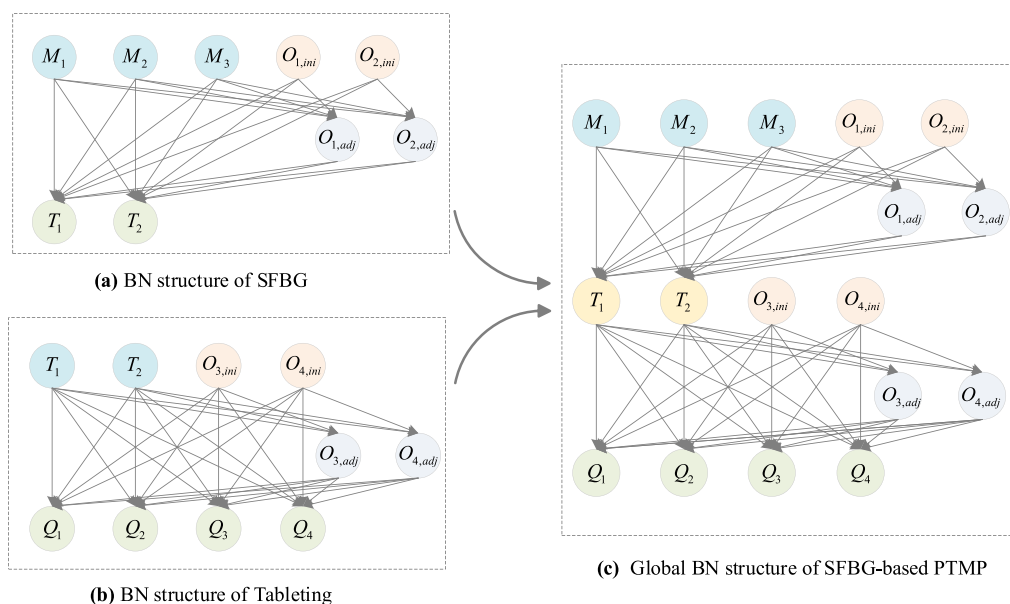 M1 M2 M3 O1,ini O2,ini
O1,adj O2,adj
T1 T2
(a) BN structure of SFBG
T1 T2 O3,ini O4,ini
O3,adj O4,adj
Q1 Q2 Q3 Q4
(b) BN structure of Tableting
M1 M2 M3 O1,ini O2,ini
O1,adj O2,adj
T1 T2 O3,ini O4,ini
O3,adj O4,adj
Q1 Q2 Q3 Q4
(c) Global BN structure of SFBG-based PTMP